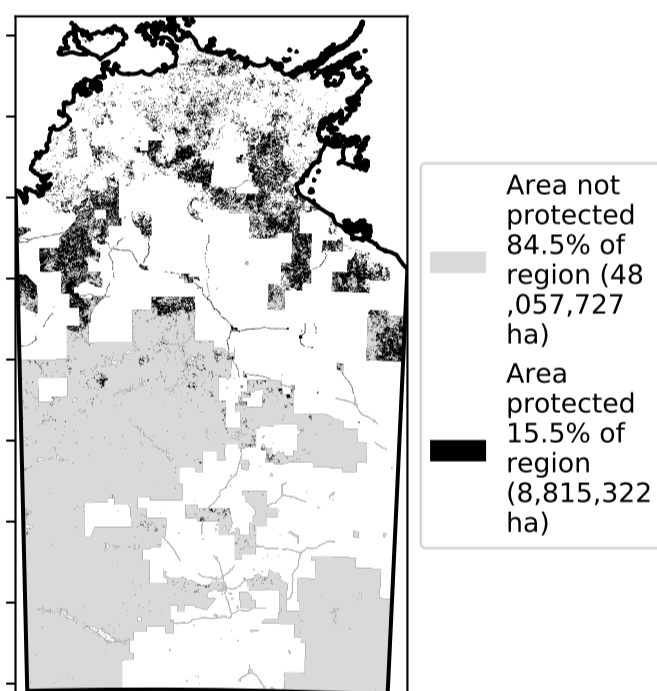 Area not
protected
84.5% of
region (48
,057,727
ha)
Area
protected
15.5% of
region
(8,815,322
ha)